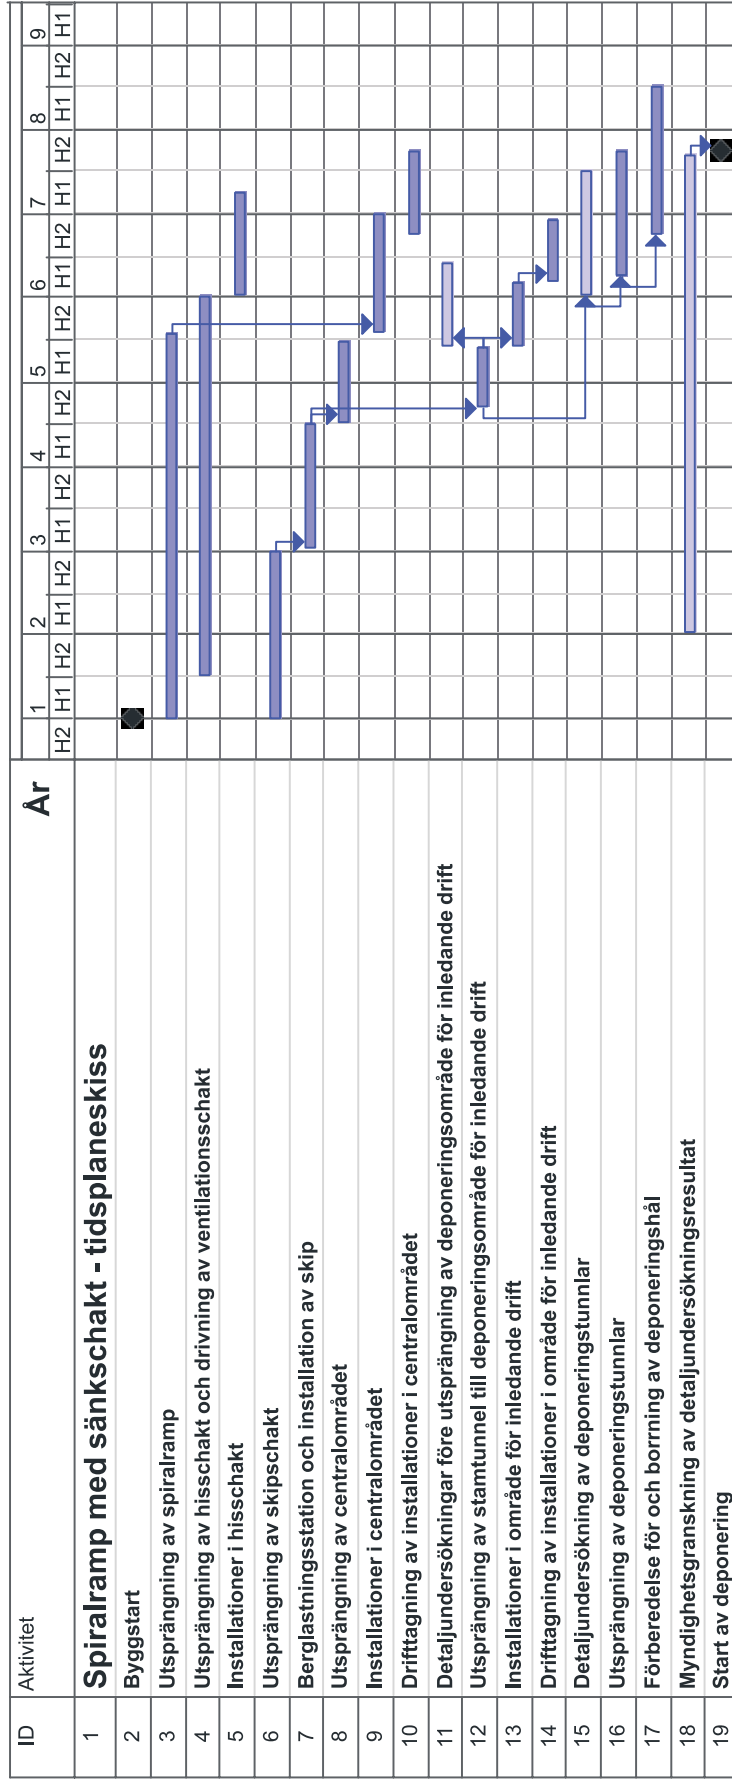 ID Aktivitet År 1 2 3 4 5 6 7 8 9
H2 H1 H2 H1 H2 H1 H2 H1 H2 H1 H2 H1 H2 H1 H2 H1 H2 H1
1 Spiralramp med sänkschakt - tidsplaneskiss
2 Byggstart
3 Utsprängning av spiralramp
4 Utsprängning av hisschakt och drivning av ventilationsschakt
5 Installationer i hisschakt
6 Utsprängning av skipschakt
7 Berglastningsstation och installation av skip
8 Utsprängning av centralområdet
9 Installationer i centralområdet
10 Drifttagning av installationer i centralområdet
11 Detaljundersökningar före utsprängning av deponeringsområde för inledande drift
12 Utsprängning av stamtunnel till deponeringsområde för inledande drift
13 Installationer i område för inledande drift
14 Drifttagning av installationer i område för inledande drift
15 Detaljundersökning av deponeringstunnlar
16 Utsprängning av deponeringstunnlar
17 Förberedelse för och borrning av deponeringshål
18 Myndighetsgranskning av detaljundersökningsresultat
19 Start av deponering